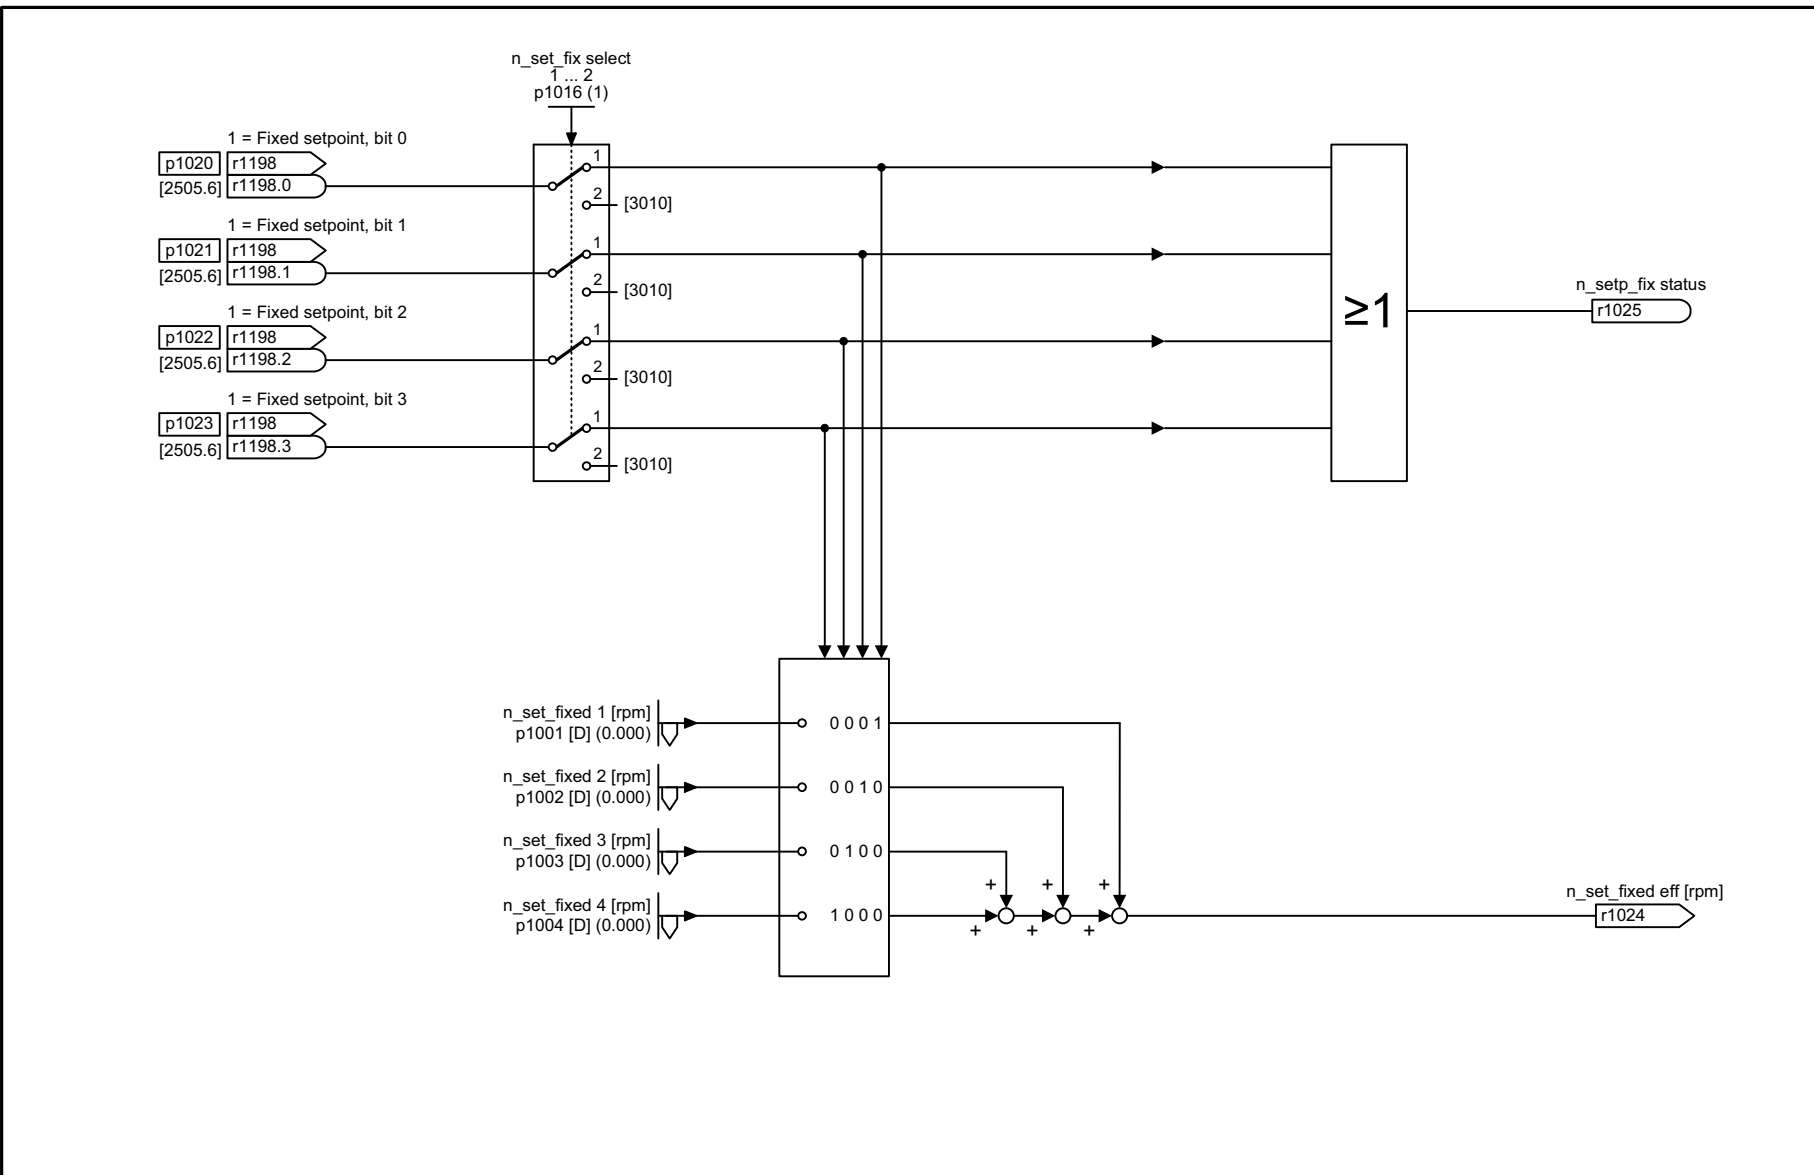 n_set_fix select
1 ... 2
p1016 (1)
1 = Fixed setpoint, bit 0
p1020 r1198
[2505.6] r1198.0
1
2 [3010]
1 = Fixed setpoint, bit 1
p1021 r1198
[2505.6] r1198.1
1
2 [3010]
1 = Fixed setpoint, bit 2
p1022 r1198
[2505.6] r1198.2
1
2 [3010]
1 = Fixed setpoint, bit 3
p1023 r1198
[2505.6] r1198.3
1
2 [3010]
≥1
n_setp_fix status
r1025
n_set_fixed 1 [rpm]
p1001 [D] (0.000)
0 0 0 1
n_set_fixed 2 [rpm]
p1002 [D] (0.000)
0 0 1 0
n_set_fixed 3 [rpm]
p1003 [D] (0.000)
0 1 0 0
n_set_fixed 4 [rpm]
p1004 [D] (0.000)
1 0 0 0
+ + +
+ + +
n_set_fixed eff [rpm]
r1024